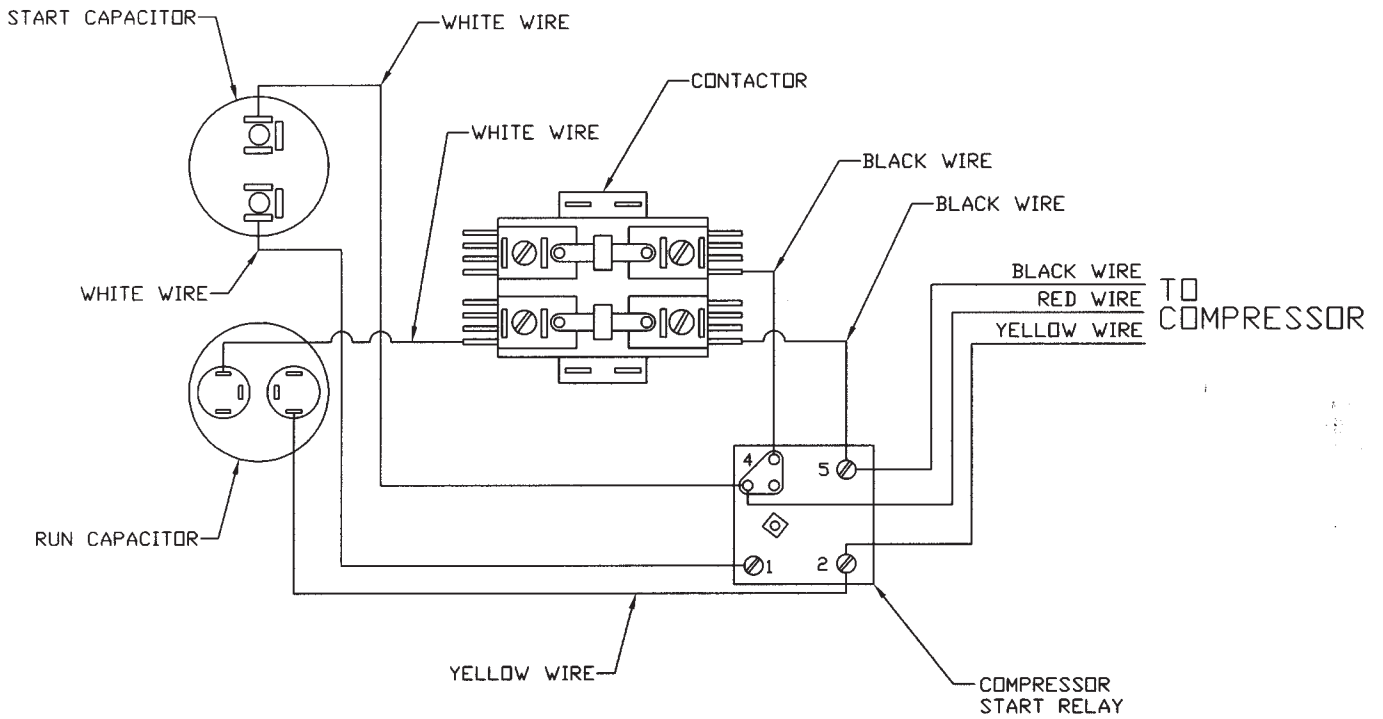 START CAPACITOR
WHITE WIRE
CONTACTOR
WHITE WIRE
BLACK WIRE
BLACK WIRE
WHITE WIRE
BLACK WIRE
RED WIRE
YELLOW WIRE
TO
COMPRESSOR
4
5
1
2
RUN CAPACITOR
YELLOW WIRE
COMPRESSOR
START RELAY